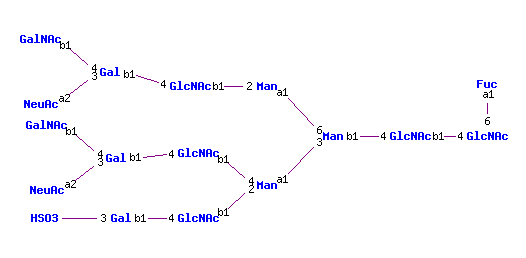 GalNAc b1
4 Gal b1 4 GlcNAc b1 2 Man a1
3
NeuAc a2
Fuc
a1
6
GalNAc b1
6 Man b1 4 GlcNAc b1 4 GlcNAc
3
4 Gal b1 4 GlcNAc b1
3
NeuAc a2
4 Man a1
2
HSO3 3 Gal b1 4 GlcNAc b1